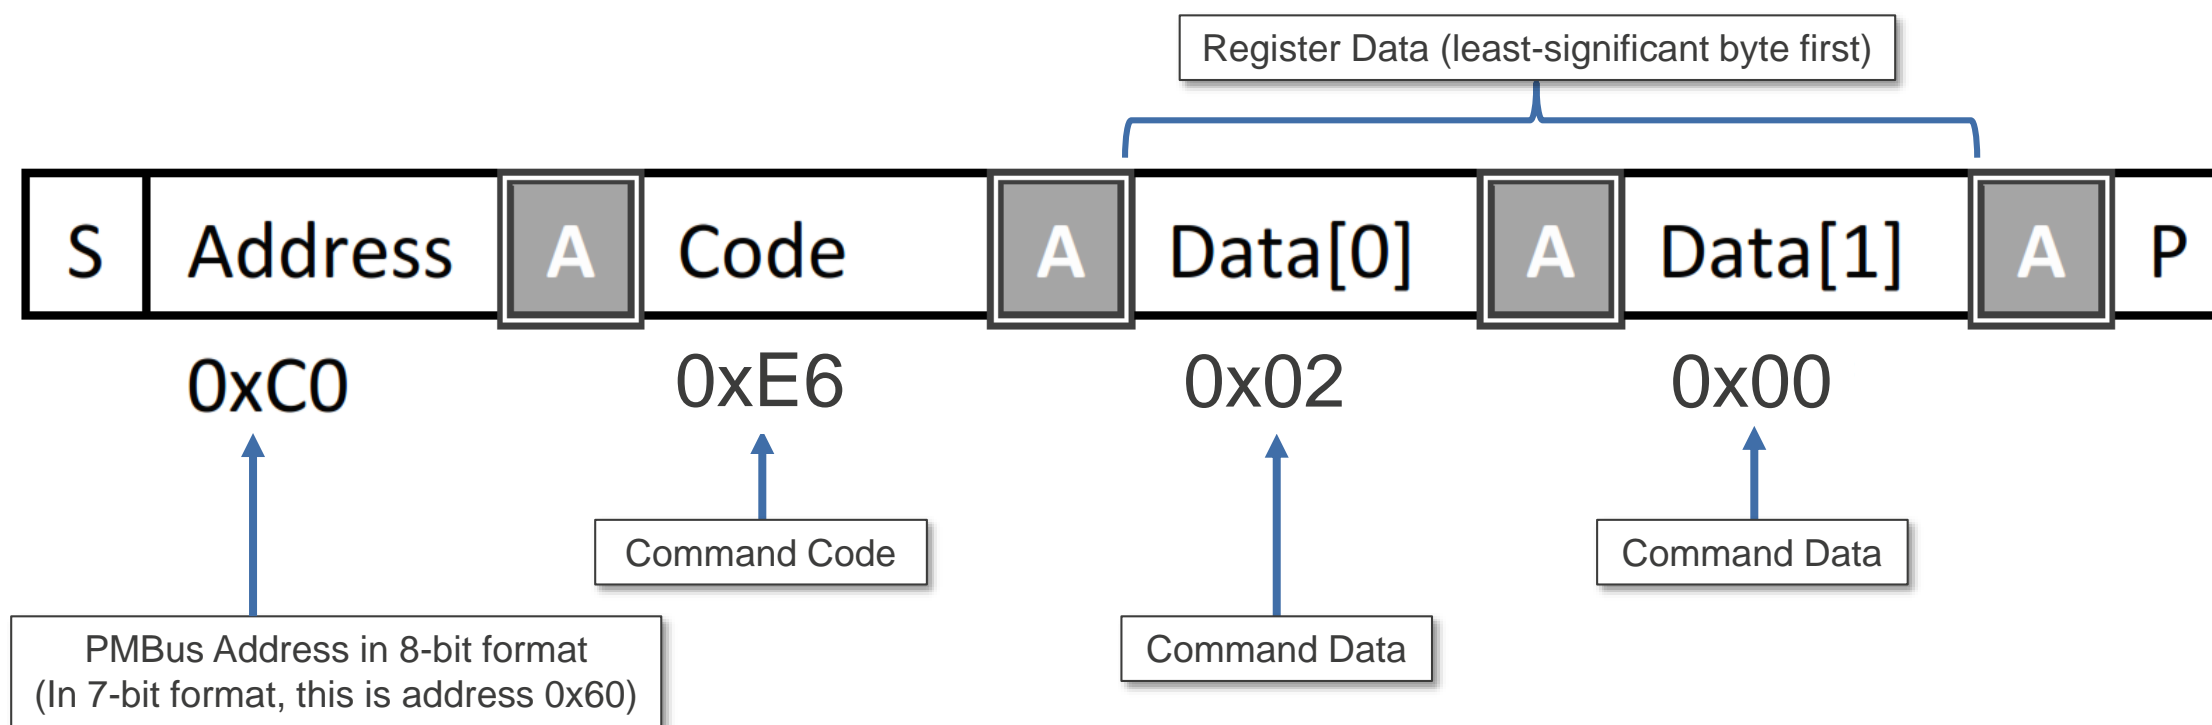 Register Data (least-significant byte first)
S Address A Code A Data[0] A Data[1] A P
0xC0 0xE6 0x02 0x00
Command Code
Command Data
PMBus Address in 8-bit format
(In 7-bit format, this is address 0x60)
Command Data